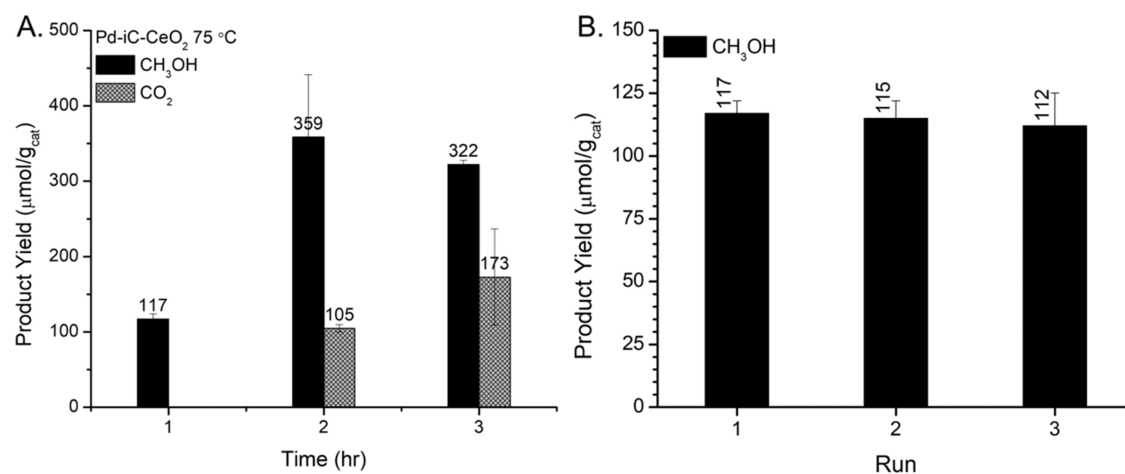 A.
Pd-iC-CeO₂ 75 °C
CH₃OH
CO₂
500
400
300
200
100
0
117
359
105
322
173
1 2 3
Time (hr)
Product Yield (μmol/g_cat)
B.
CH₃OH
150
125
100
75
50
25
0
117
115
112
1 2 3
Run
Product Yield (μmol/g_cat)